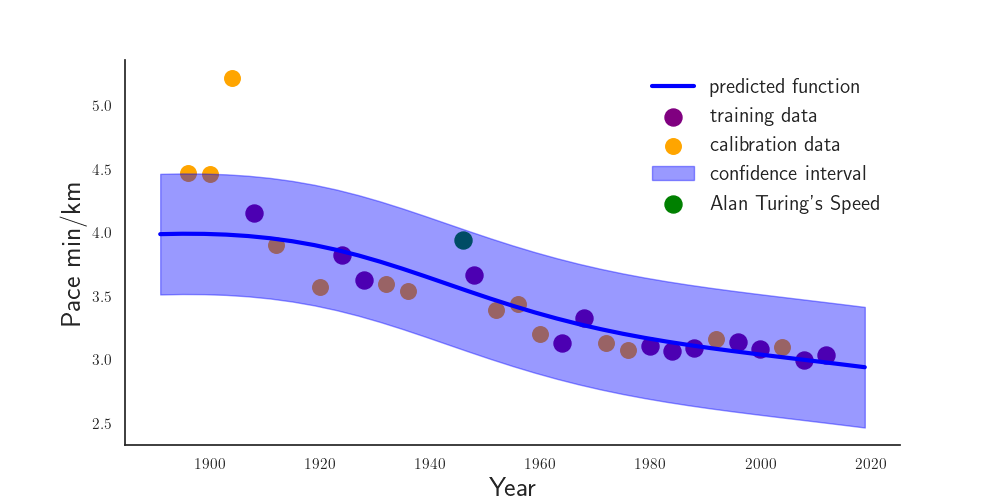 predicted function
training data
calibration data
confidence interval
Alan Turing's Speed
Pace min/km
5.0
4.5
4.0
3.5
3.0
2.5
1900 1920 1940 1960 1980 2000 2020
Year